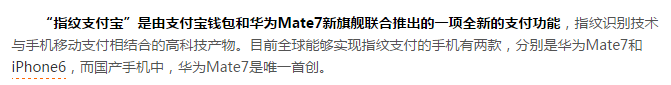 “指纹支付宝”是由支付宝钱包和华为Mate7新旗舰联合推出的一项全新的支付功能，指纹识别技术
与手机移动支付相结合的高科技产物。目前全球能够实现指纹支付的手机有两款，分别是华为Mate7和
iPhone6，而国产手机中，华为Mate7是唯一首创。